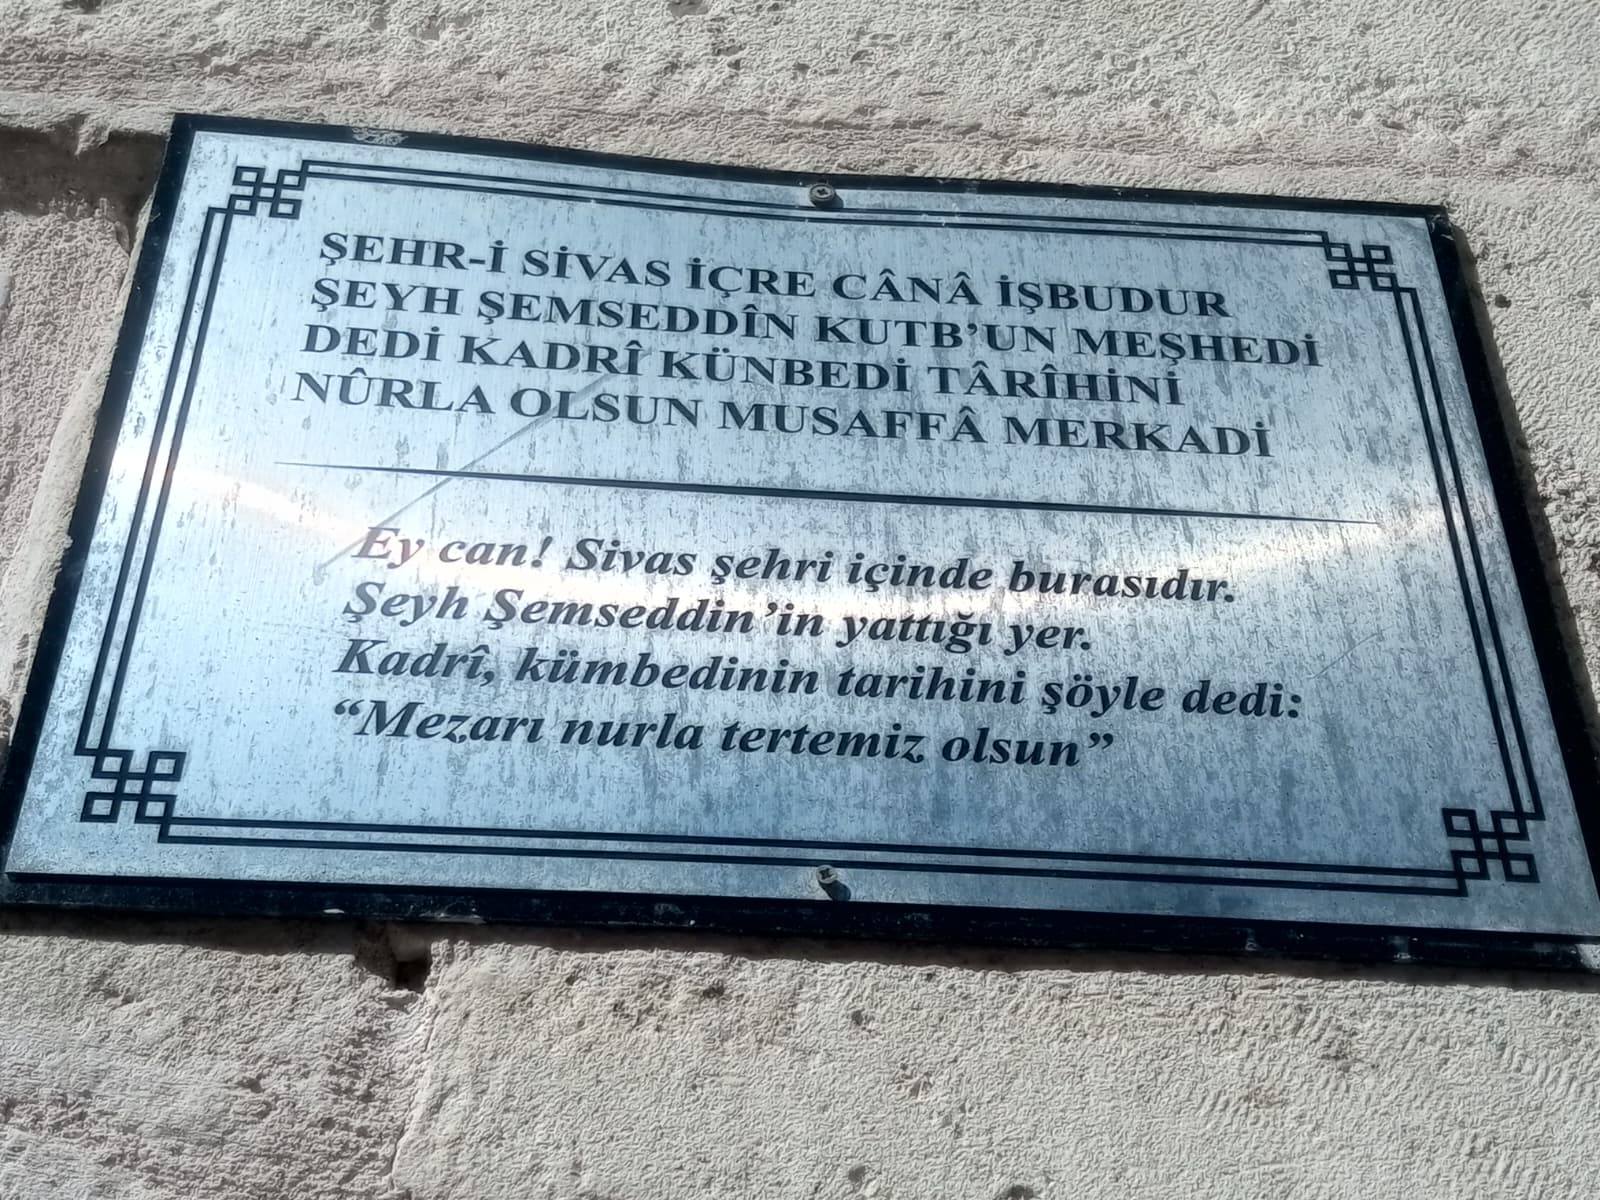 ŞEHR-İ SİVAS İÇRE CÂNÂ İŞBUDUR
ŞEYH ŞEMSEDDÎN KUTB’UN MEŞHEDİ
DEDİ KADRÎ KÜNBEDİ TÂRÎHİNİ
NÛRLA OLSUN MUSAFFÂ MERKADİ
Ey can! Sivas şehri içinde burasıdır.
Şeyh Şemseddin’in yattığı yer.
Kadrî, kümbedinin tarihini şöyle dedi:
“Mezarı nurla tertemiz olsun”